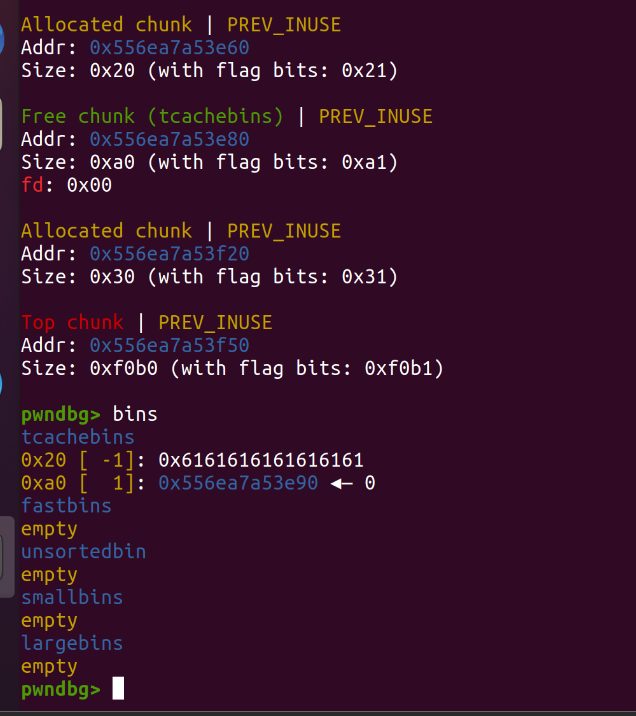 Allocated chunk | PREV_INUSE
Addr: 0x556ea7a53e60
Size: 0x20 (with flag bits: 0x21)
Free chunk (tcachebins) | PREV_INUSE
Addr: 0x556ea7a53e80
Size: 0xa0 (with flag bits: 0xa1)
fd: 0x00
Allocated chunk | PREV_INUSE
Addr: 0x556ea7a53f20
Size: 0x30 (with flag bits: 0x31)
Top chunk | PREV_INUSE
Addr: 0x556ea7a53f50
Size: 0xf0b0 (with flag bits: 0xf0b1)
pwndbg> bins
tcachebins
0x20 [ -1]: 0x6161616161616161
0xa0 [  1]: 0x556ea7a53e90 ◂— 0
fastbins
empty
unsortedbin
empty
smallbins
empty
largebins
empty
pwndbg>